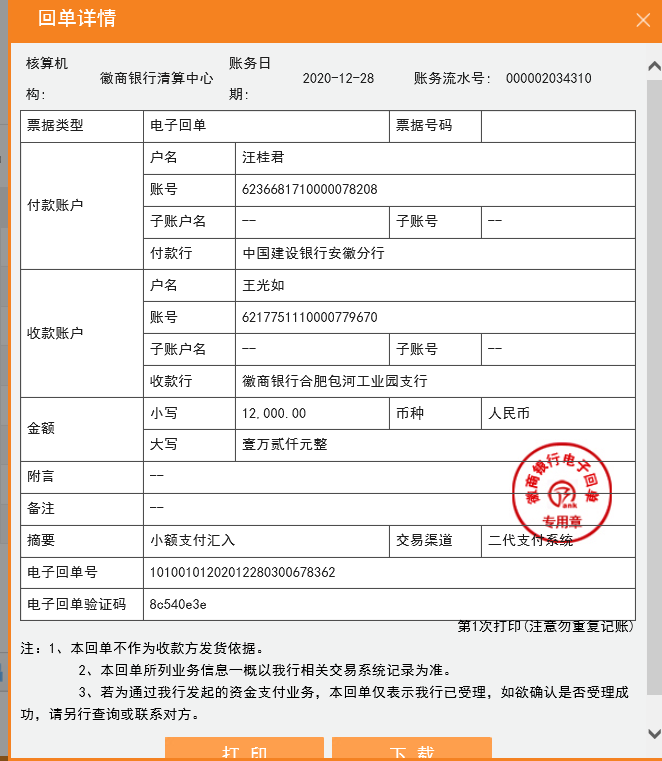 回单详情
核算机构: 徽商银行清算中心 账务日期: 2020-12-28 账务流水号: 000002034310
票据类型 电子回单 票据号码
付款账户
户名 汪桂君
账号 6236681710000078208
子账户名 -- 子账号 --
付款行 中国建设银行安徽分行
收款账户
户名 王光如
账号 6217751110000779670
子账户名 -- 子账号 --
收款行 徽商银行合肥包河工业园支行
金额
小写 12,000.00 币种 人民币
大写 壹万贰仟元整
附言 --
备注 --
摘要 小额支付汇入 交易渠道 二代支付系统
电子回单号 10100101202012280300678362
电子回单验证码 8c540e3e
徽商银行电子回单
ank
专用章
第1次打印(注意勿重复记账)
注: 1、本回单不作为收款方发货依据。
2、本回单所列业务信息一概以我行相关交易系统记录为准。
3、若为通过我行发起的资金支付业务，本回单仅表示我行已受理，如欲确认是否受理成
功，请另行查询或联系对方。
打 印 下 载